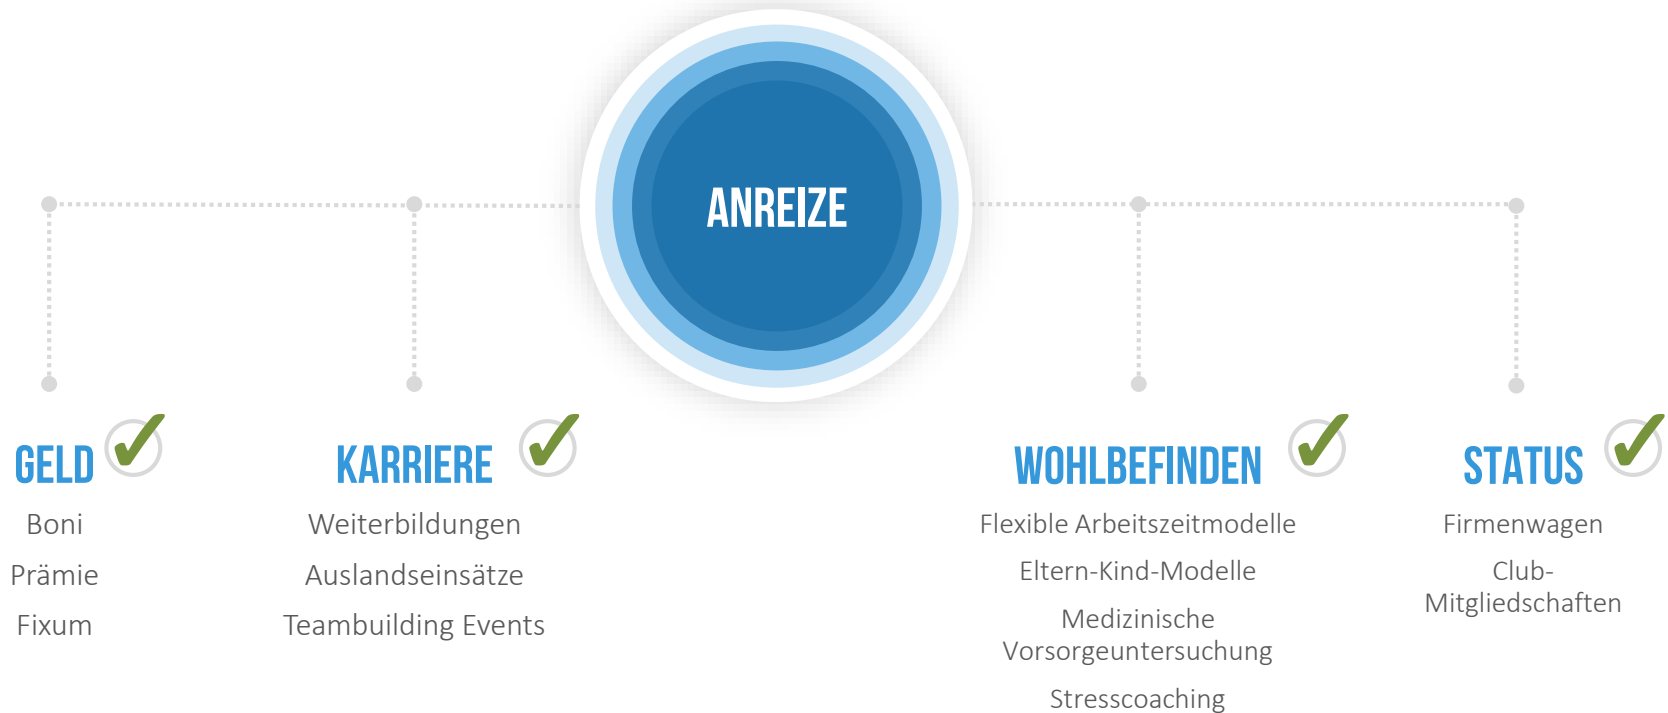 ANREIZE
GELD
Boni
Prämie
Fixum
KARRIERE
Weiterbildungen
Auslandseinsätze
Teambuilding Events
WOHLBEFINDEN
Flexible Arbeitszeitmodelle
Eltern-Kind-Modelle
Medizinische
Vorsorgeuntersuchung
Stresscoaching
STATUS
Firmenwagen
Club-
Mitgliedschaften